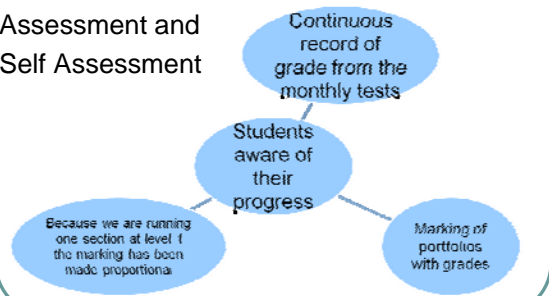 Assessment and
Self Assessment
Continuous
record of
grade from the
monthly tests
Students
aware of
their
progress
Because we are running
one section at level 1
the marking has been
made proportional
Marking of
portfolios
with grades